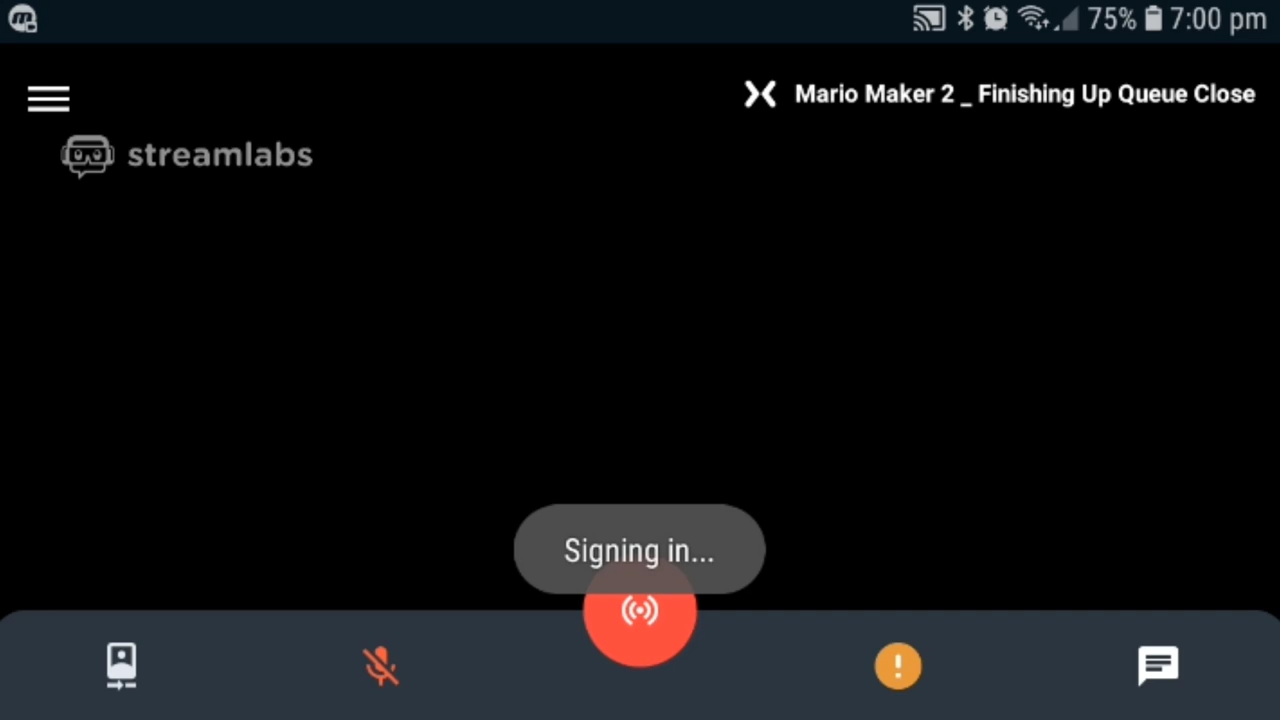 75% 7:00 pm
Mario Maker 2 _ Finishing Up Queue Close
streamlabs
Signing in...